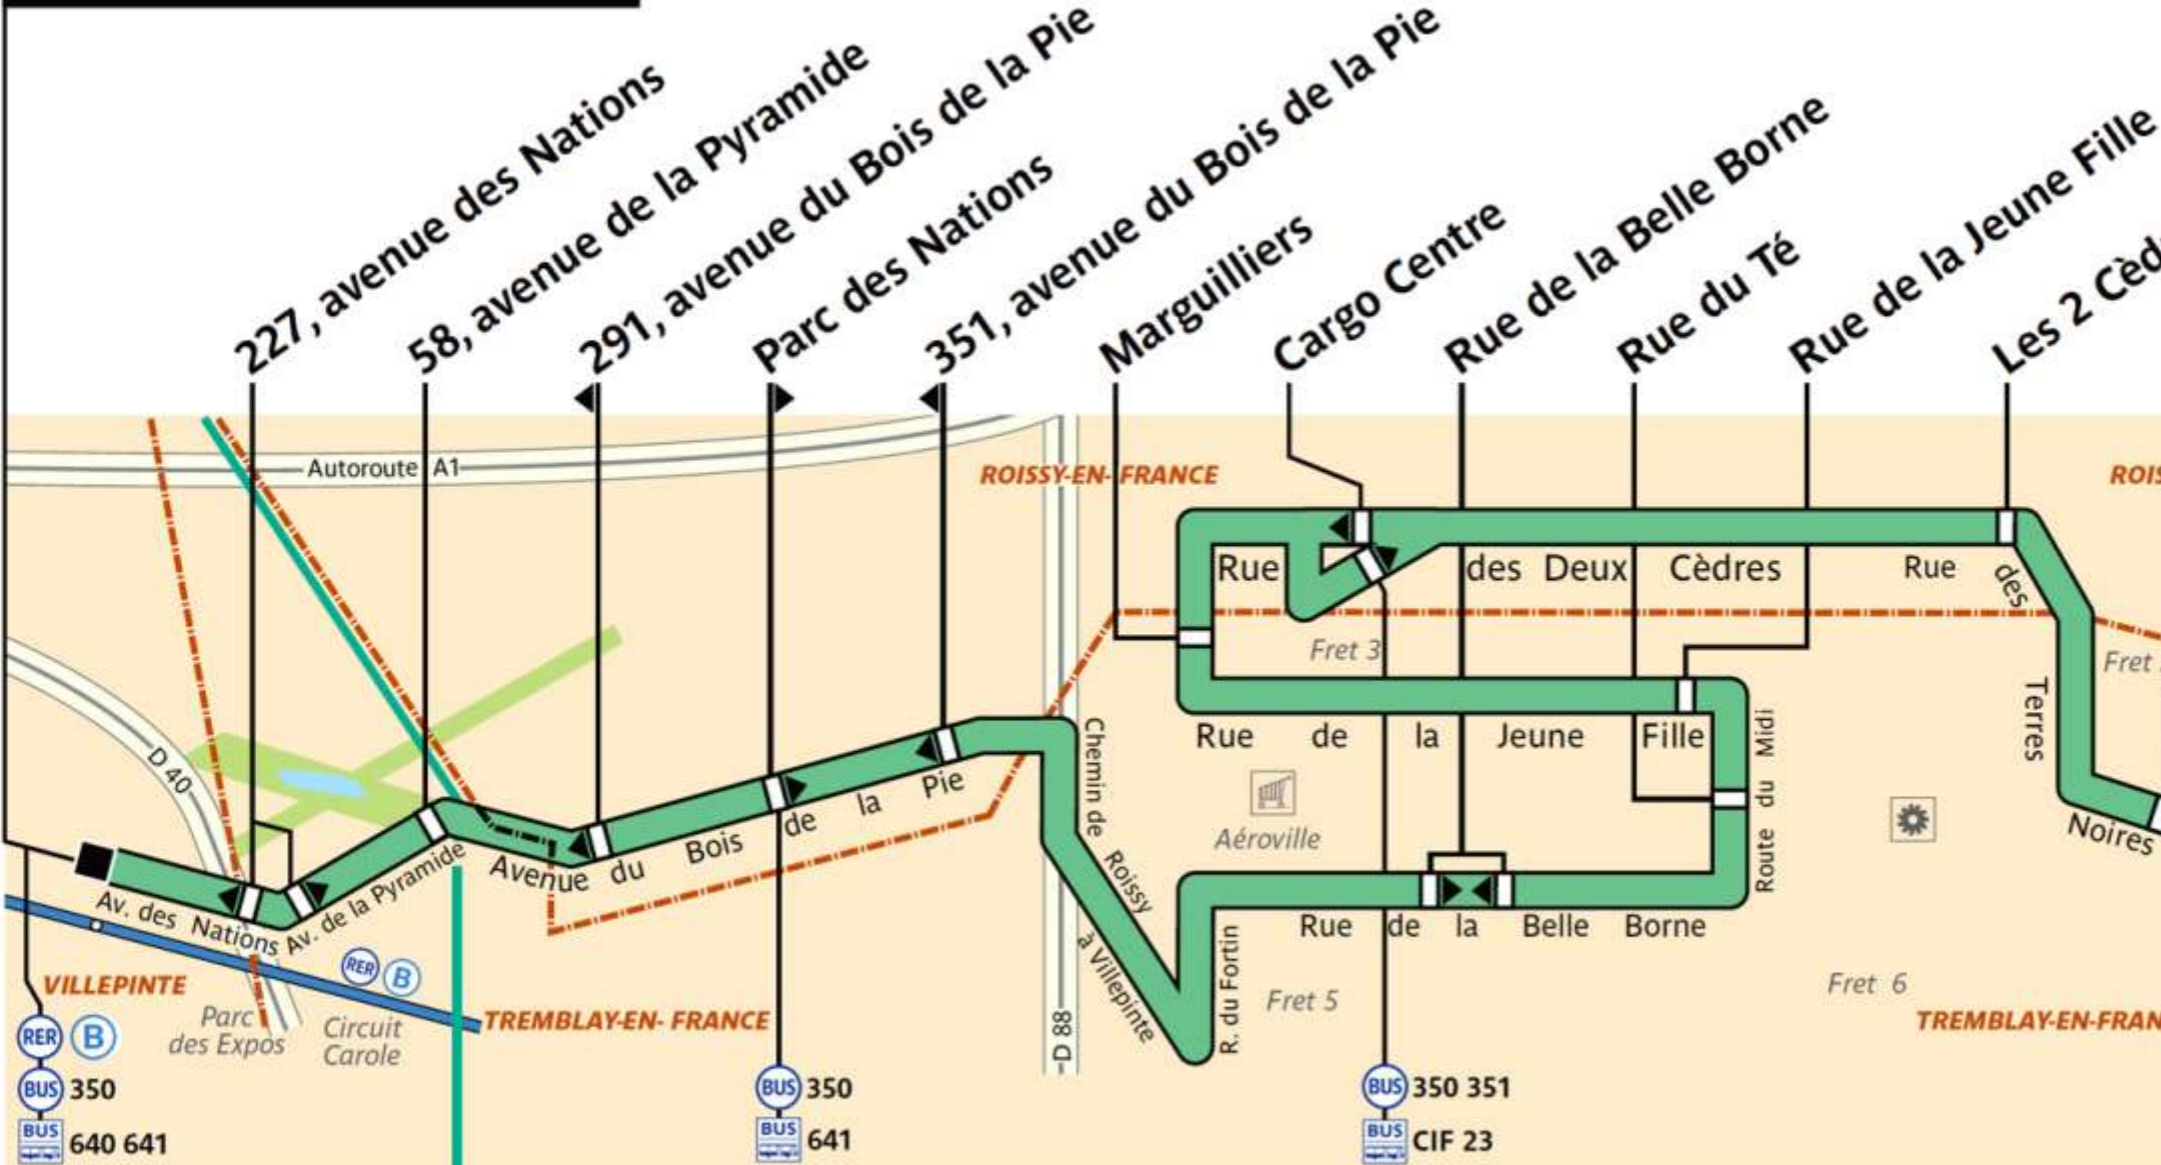 227, avenue des Nations
58, avenue de la Pyramide
291, avenue du Bois de la Pie
Parc des Nations
351, avenue du Bois de la Pie
Marguilliers
Cargo Centre
Rue de la Belle Borne
Rue du Té
Rue de la Jeune Fille
Les 2
Autoroute A1
ROISSY-EN-FRANCE
Rue des Deux Cèdres
Rue des Terres Noires
Fret 3
Fret
Rue de la Jeune Fille
Route du Midi
D 40
Chemin de Roissy à Villepinte
Aéroville
Avenue du Bois de la Pie
Av. des Nations
Av. de la Pyramide
Rue de la Belle Borne
R. du Fortin
RER B
VILLEPINTE
Parc des Expos
Circuit Carole
TREMBLAY-EN-FRANCE
D 88
Fret 5
Fret 6
RER B
BUS 350
BUS 640 641
BUS 350
BUS 641
BUS 350 351
BUS CIF 23